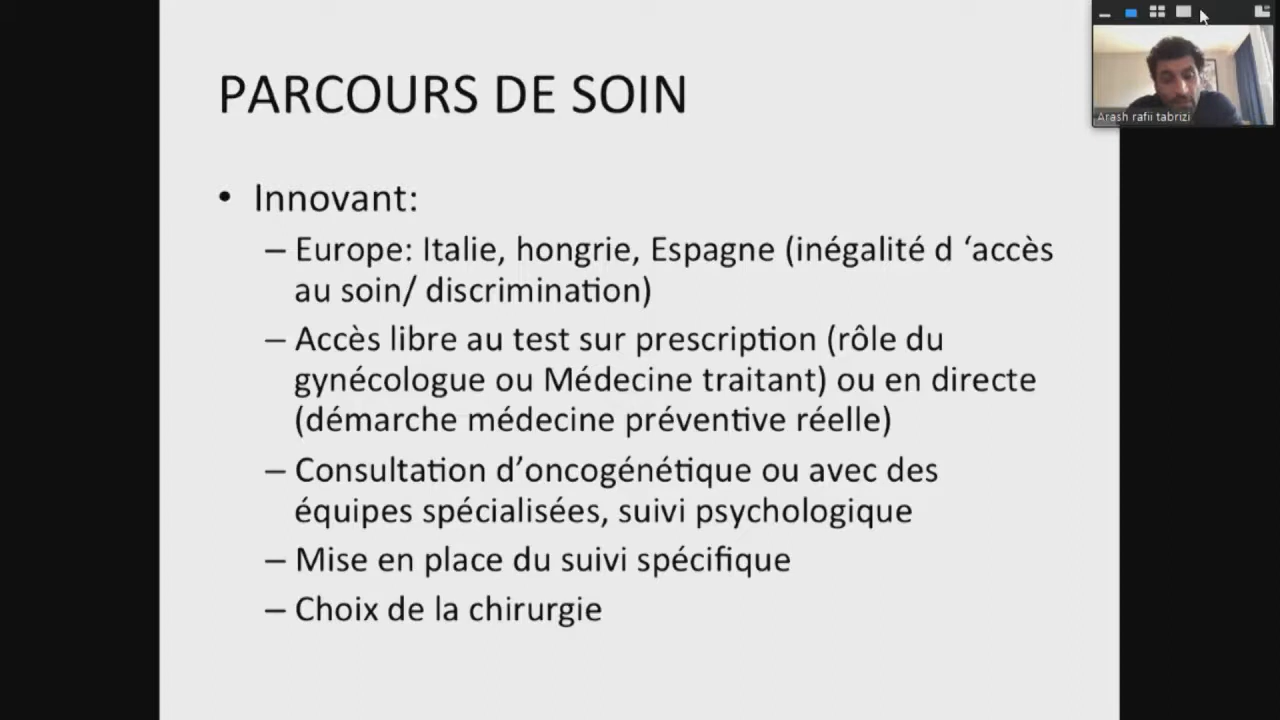 PARCOURS DE SOIN
• Innovant:
– Europe: Italie, hongrie, Espagne (inégalité d ‘accès
au soin/ discrimination)
– Accès libre au test sur prescription (rôle du
gynécologue ou Médecine traitant) ou en directe
(démarche médecine préventive réelle)
– Consultation d’oncogénétique ou avec des
équipes spécialisées, suivi psychologique
– Mise en place du suivi spécifique
– Choix de la chirurgie
Arash rafii tabrizi